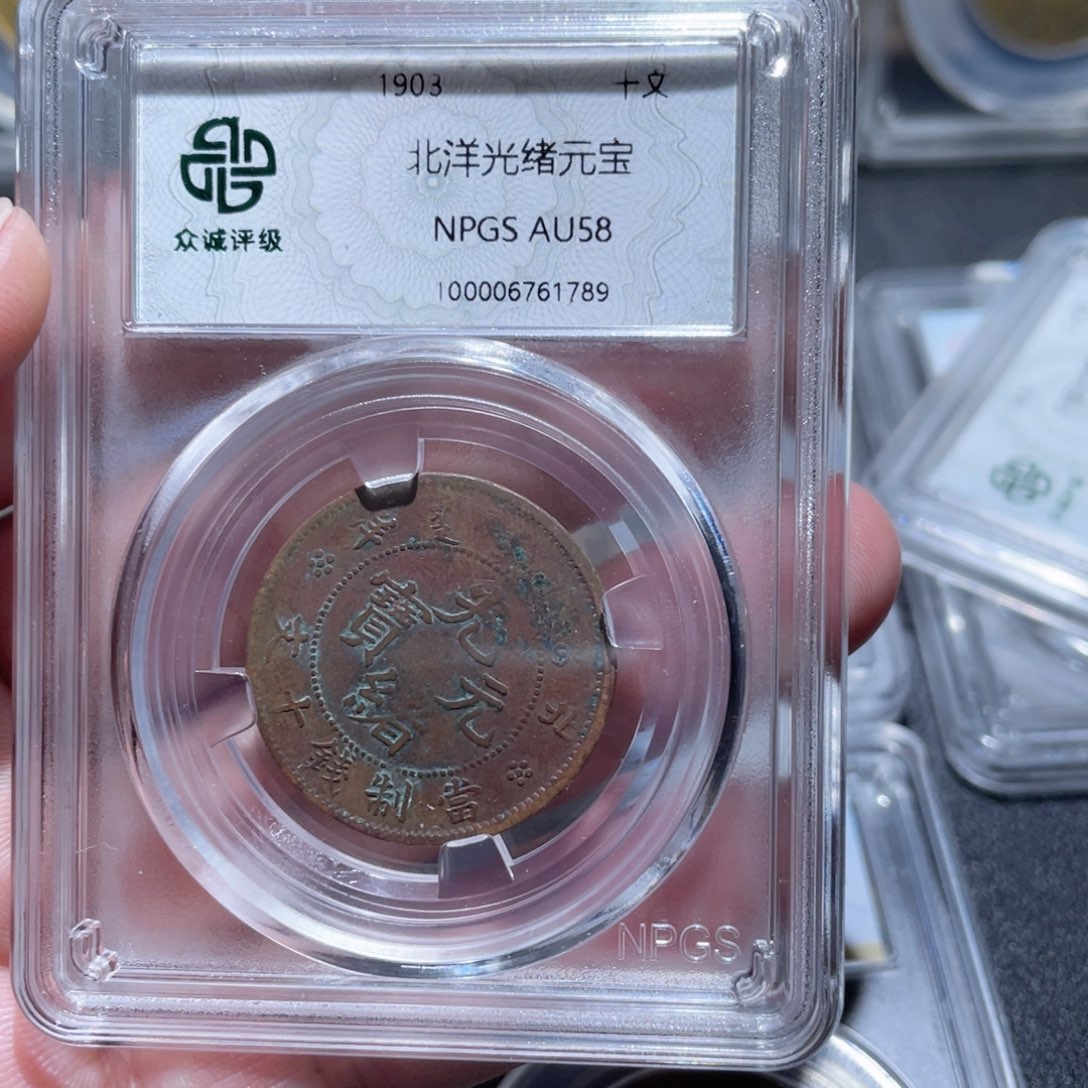 1903 十文
北洋光绪元宝
NPGS AU58
100006761789
众诚评级
光緒元寶
當制錢十文
NPGS